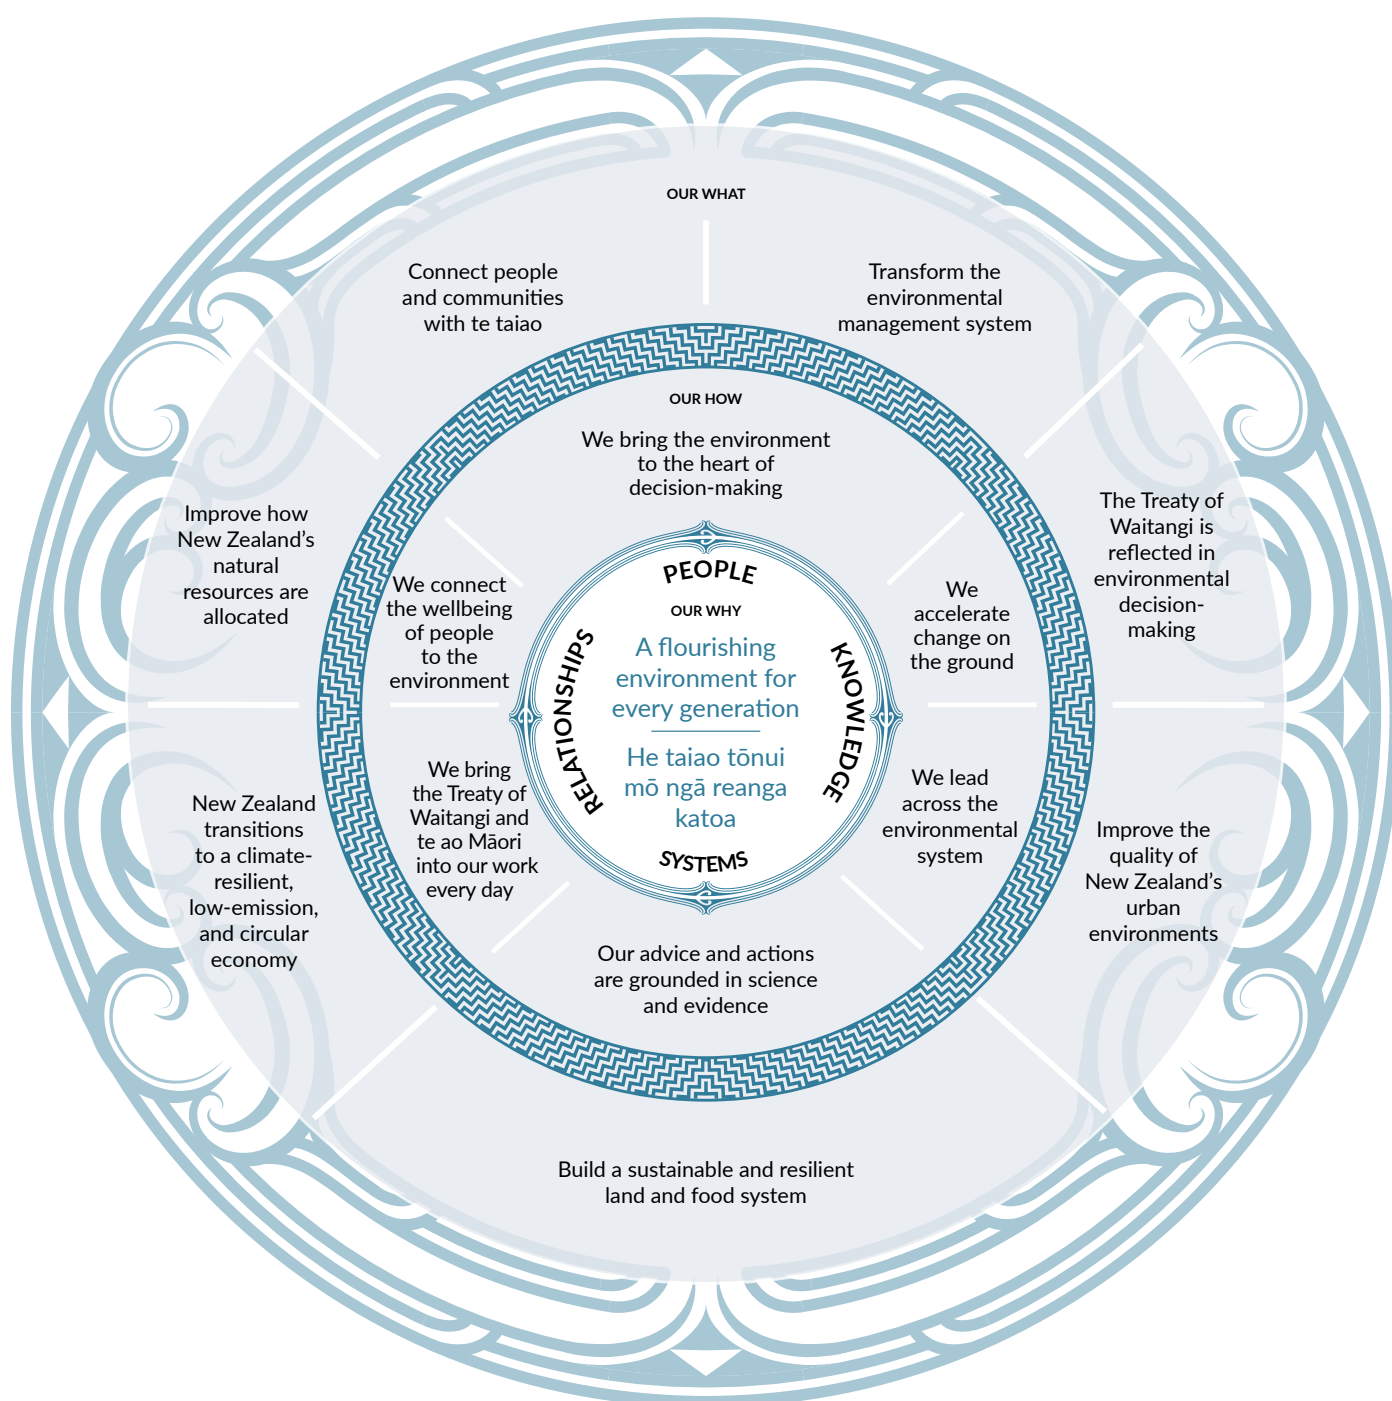 OUR WHAT
Connect people
and communities
with te taiao
Transform the
environmental
management system
The Treaty of
Waitangi is
reflected in
environmental
decision-
making
Improve the
quality of
New Zealand’s
urban
environments
Build a sustainable and resilient
land and food system
New Zealand
transitions
to a climate-
resilient,
low-emission,
and circular
economy
Improve how
New Zealand’s
natural
resources are
allocated
OUR HOW
We bring the environment
to the heart of
decision-making
We
accelerate
change on
the ground
We lead
across the
environmental
system
Our advice and actions
are grounded in science
and evidence
We bring
the Treaty of
Waitangi and
te ao Māori
into our work
every day
We connect
the wellbeing
of people
to the
environment
PEOPLE
KNOWLEDGE
SYSTEMS
RELATIONSHIPS
OUR WHY
A flourishing
environment for
every generation
He taiao tōnui
mō ngā reanga
katoa